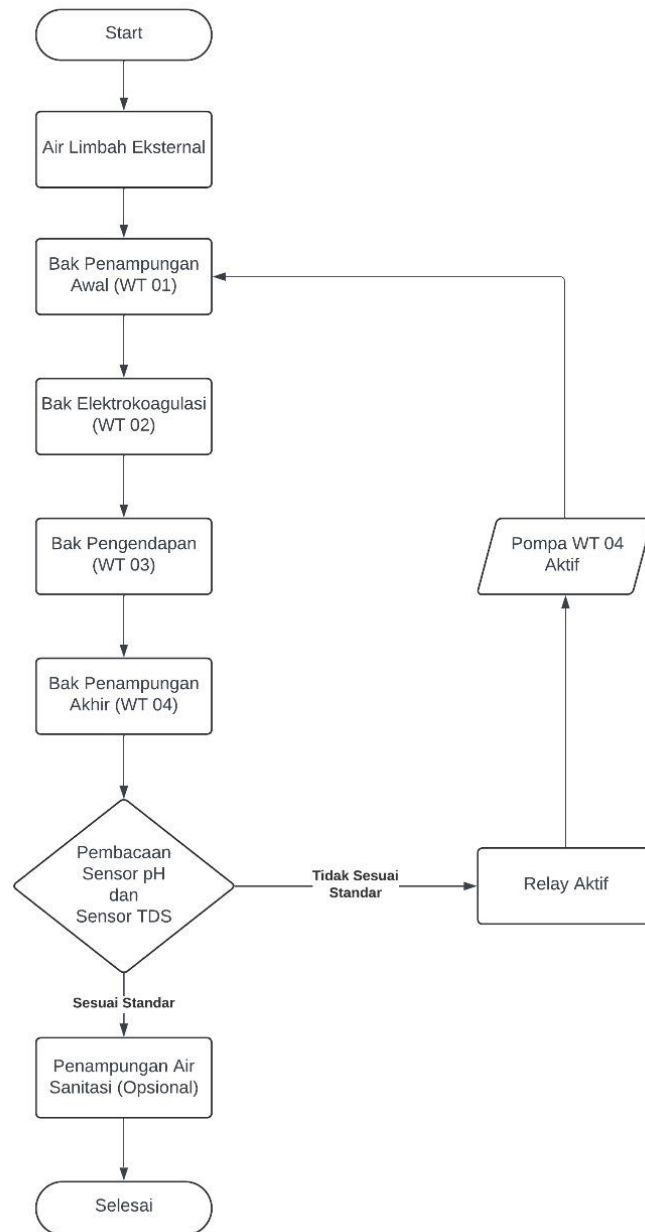 Start
Air Limbah Eksternal
Bak Penampungan
Awal (WT 01)
Bak Elektrokoagulasi
(WT 02)
Bak Pengendapan
(WT 03)
Pompa WT 04
Aktif
Bak Penampungan
Akhir (WT 04)
Pembacaan
Sensor pH
dan
Sensor TDS
Tidak Sesuai
Standar
Relay Aktif
Sesuai Standar
Penampungan Air
Sanitasi (Opsional)
Selesai